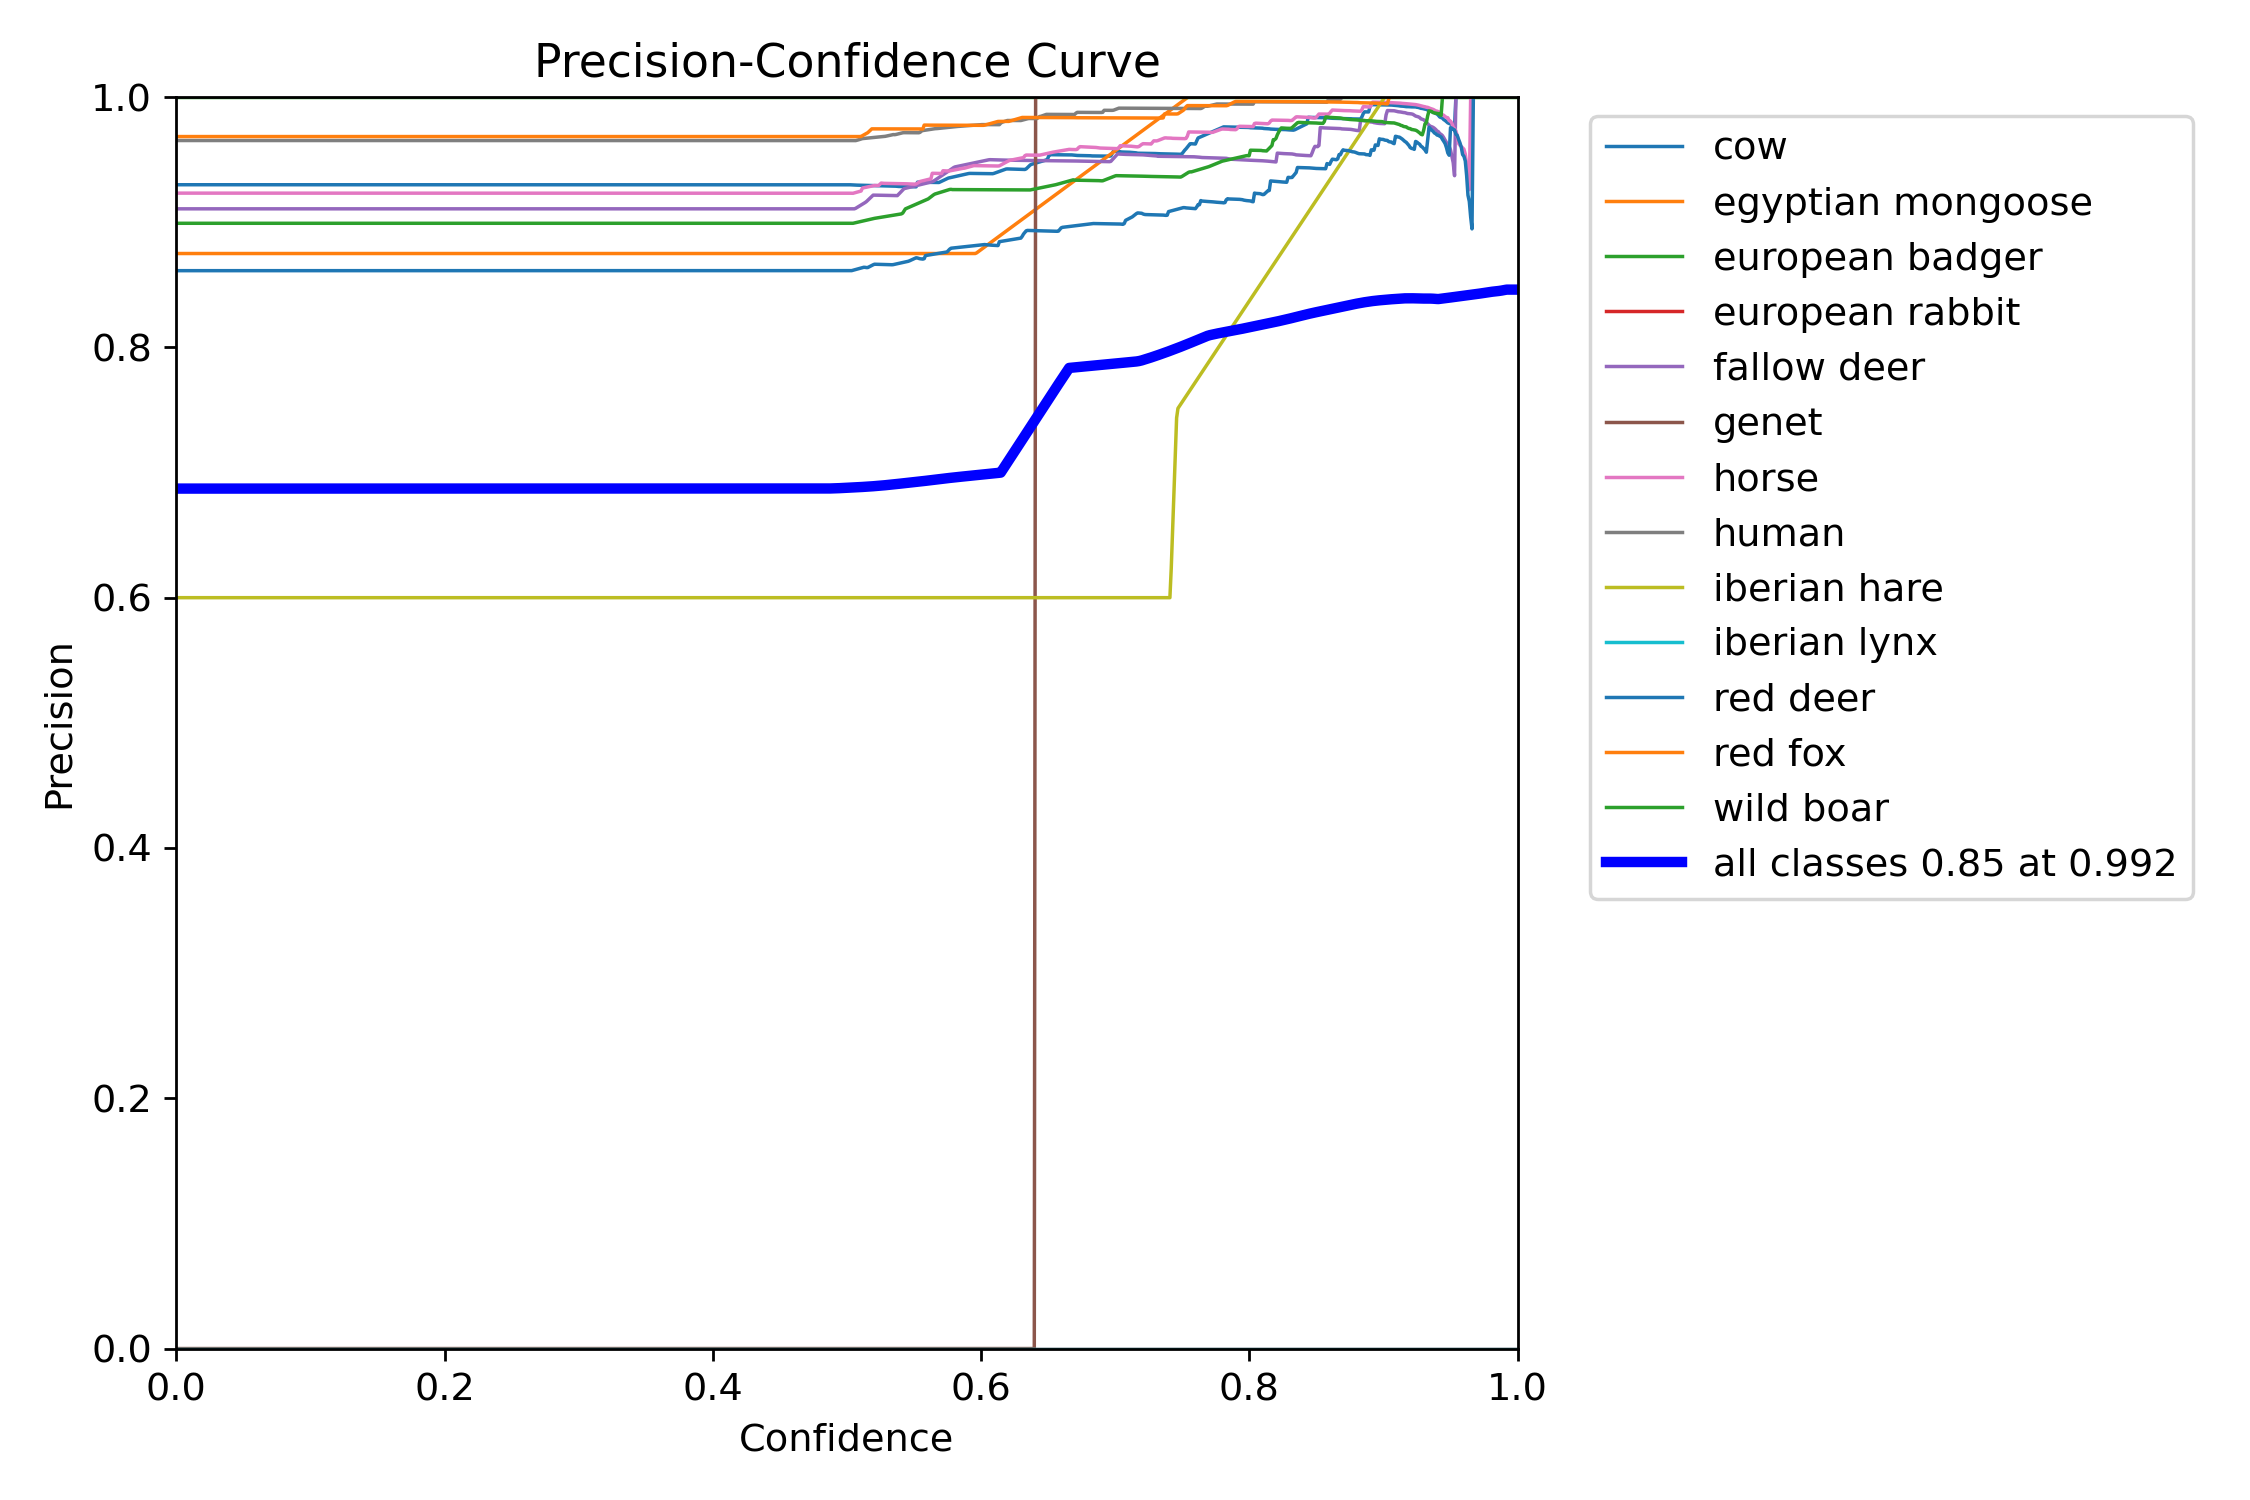 Precision-Confidence Curve
1.0
0.8
0.6
0.4
0.2
0.0
Precision
0.0 0.2 0.4 0.6 0.8 1.0
Confidence
cow
egyptian mongoose
european badger
european rabbit
fallow deer
genet
horse
human
iberian hare
iberian lynx
red deer
red fox
wild boar
all classes 0.85 at 0.992